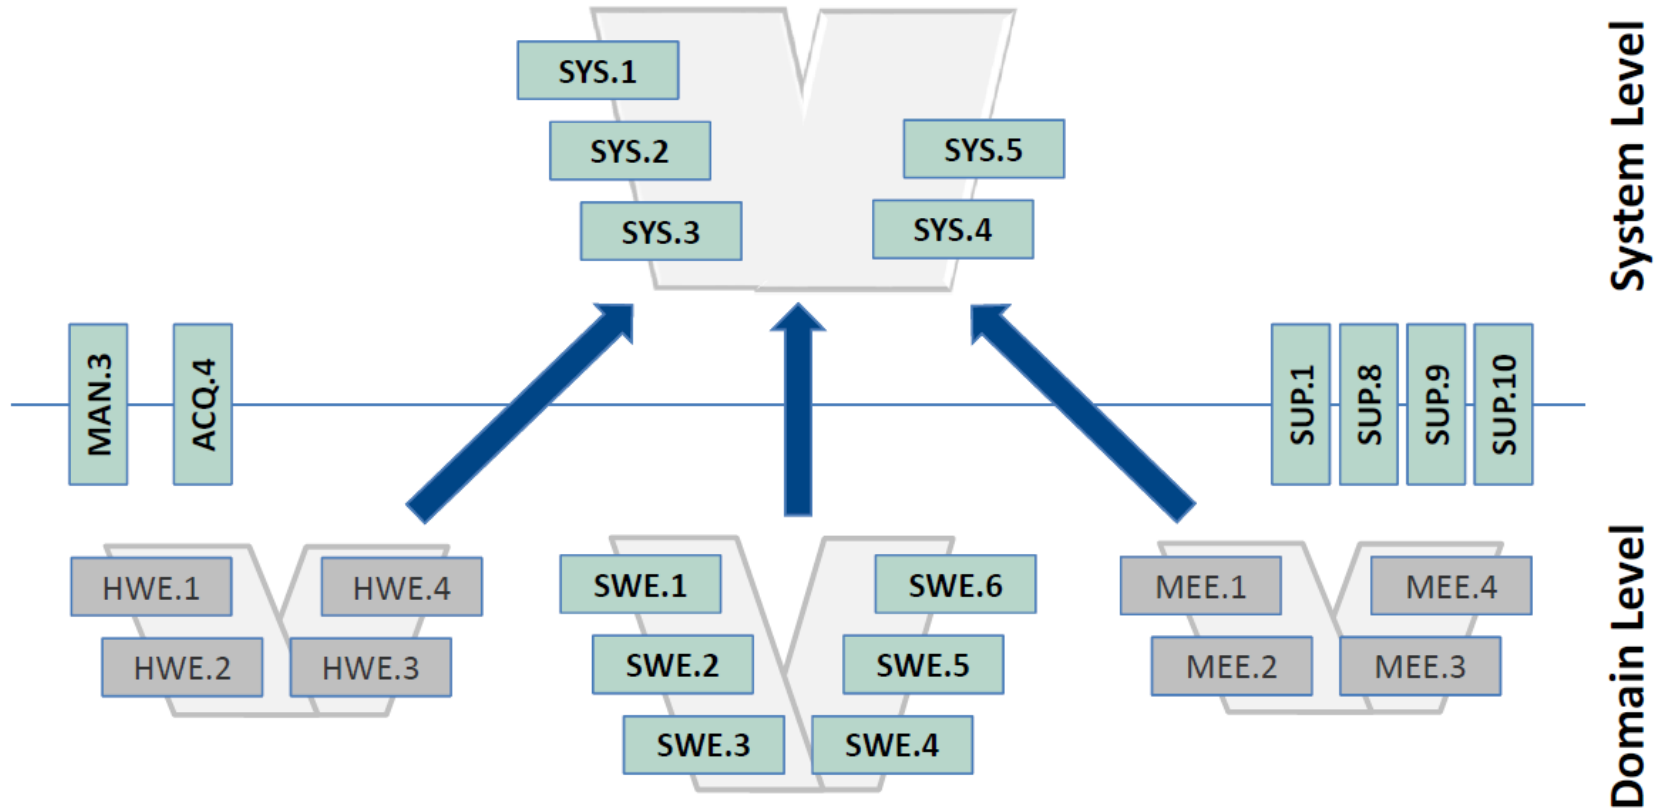 SYS.1
SYS.2
SYS.3
SYS.5
SYS.4
System Level
MAN.3
ACQ.4
SUP.1
SUP.8
SUP.9
SUP.10
HWE.1
HWE.4
HWE.2
HWE.3
SWE.1
SWE.6
SWE.2
SWE.5
SWE.3
SWE.4
MEE.1
MEE.4
MEE.2
MEE.3
Domain Level